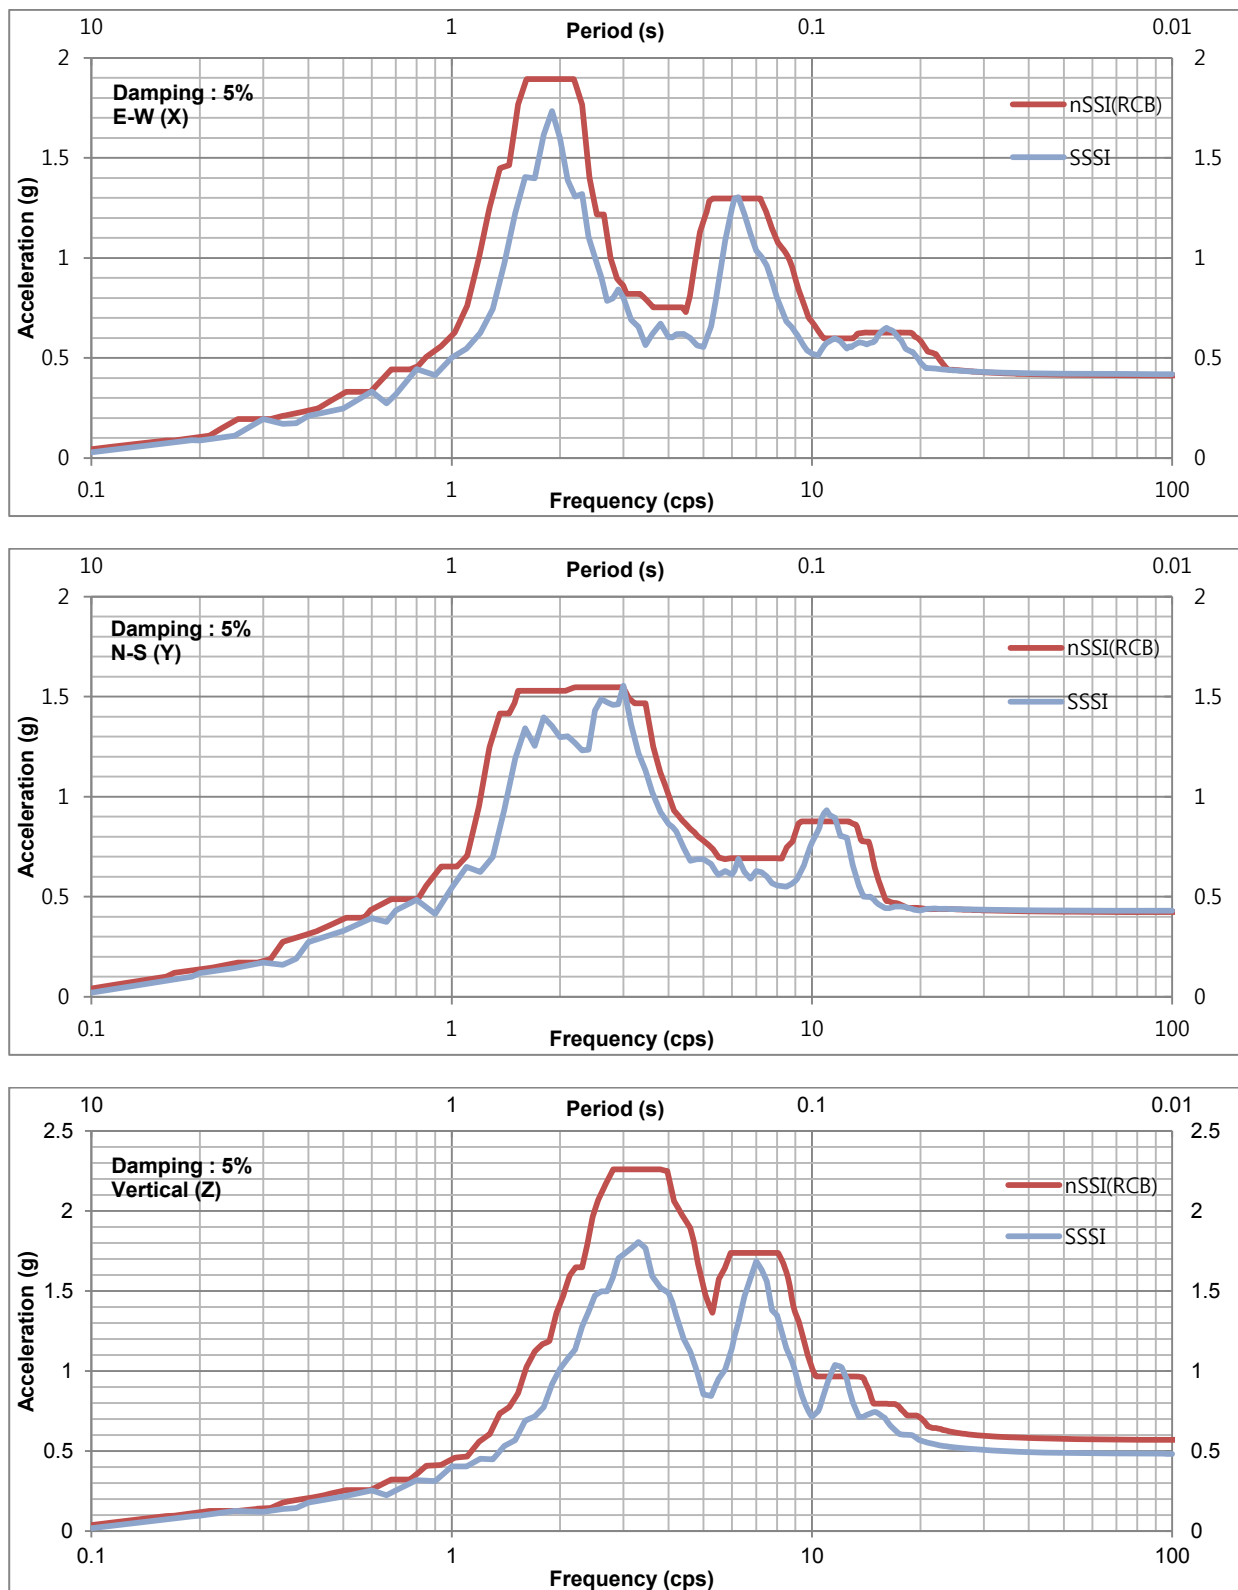 10 1 Period (s) 0.1 0.01
2 2
Damping : 5%
E-W (X)
nSSI(RCB)
SSSI
1.5 1.5
1 1
0.5 0.5
0 0
Acceleration (g)
0.1 1 Frequency (cps) 10 100
10 1 Period (s) 0.1 0.01
2 2
Damping : 5%
N-S (Y)
nSSI(RCB)
SSSI
1.5 1.5
1 1
0.5 0.5
0 0
Acceleration (g)
0.1 1 Frequency (cps) 10 100
10 1 Period (s) 0.1 0.01
2.5 2.5
Damping : 5%
Vertical (Z)
nSSI(RCB)
SSSI
2 2
1.5 1.5
1 1
0.5 0.5
0 0
Acceleration (g)
0.1 1 Frequency (cps) 10 100